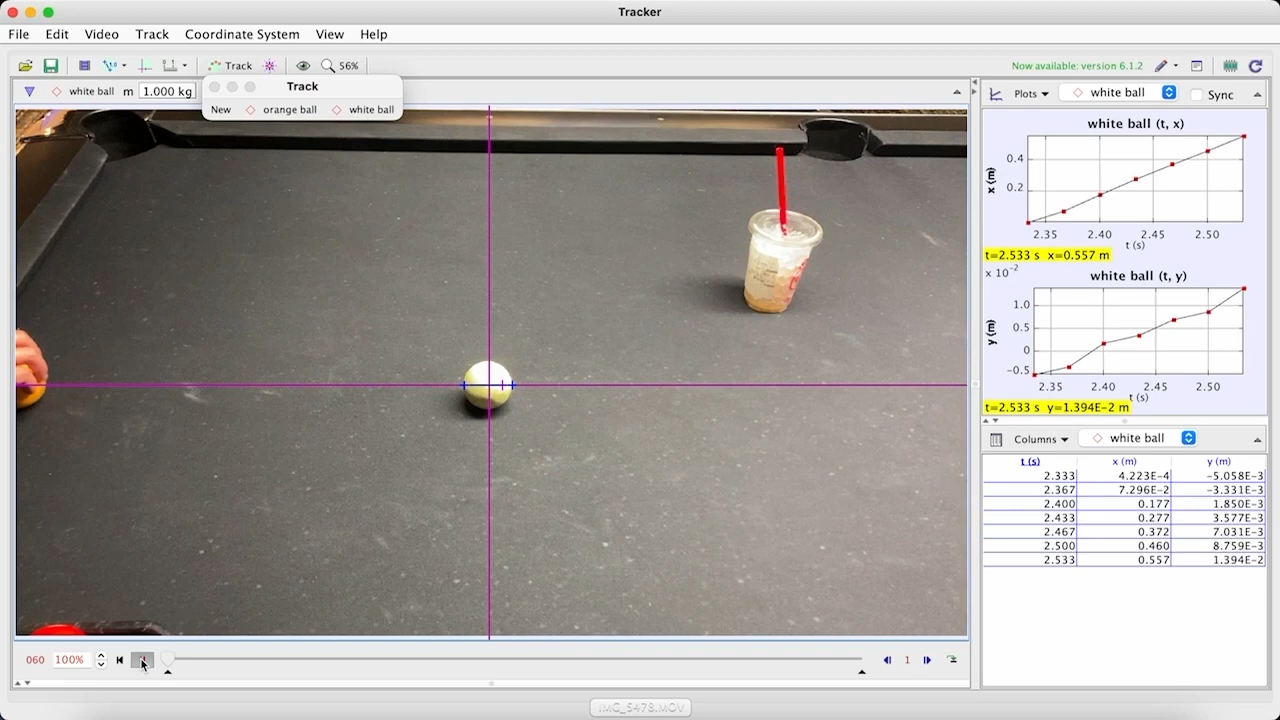 Tracker
File Edit Video Track Coordinate System View Help
Track 56% Now available: version 6.1.2
white ball m 1.000 kg
Track
New orange ball white ball
Plots white ball Sync
white ball (t, x)
x (m)
0.4
0.2
2.35 2.40 2.45 2.50
t (s)
t=2.533 s x=0.557 m
x 10-2
white ball (t, y)
y (m)
1.0
0.5
0
-0.5
2.35 2.40 2.45 2.50
t (s)
t=2.533 s y=1.394E-2 m
Columns white ball
t (s) x (m) y (m)
2.333 4.223E-4 -5.058E-3
2.367 7.296E-2 -3.331E-3
2.400 0.177 1.850E-3
2.433 0.277 3.577E-3
2.467 0.372 7.031E-3
2.500 0.460 8.759E-3
2.533 0.557 1.394E-2
060 100% 1
IMG_5478.MOV